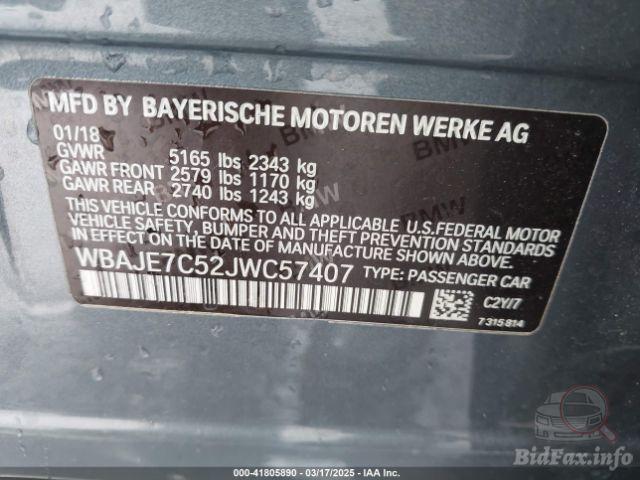 MFD BY BAYERISCHE MOTOREN WERKE AG
01/18
GVWR 5165 lbs 2343 kg
GAWR FRONT 2579 lbs 1170 kg
GAWR REAR 2740 lbs 1243 kg
THIS VEHICLE CONFORMS TO ALL APPLICABLE U.S.FEDERAL MOTOR
VEHICLE SAFETY, BUMPER AND THEFT PREVENTION STANDARDS
IN EFFECT ON THE DATE OF MANUFACTURE SHOWN ABOVE.
WBAJE7C52JWC57407 TYPE: PASSENGER CAR
C2Y/7
7315814
000-41805890 - 03/17/2025 - IAA Inc.
BidFax.info